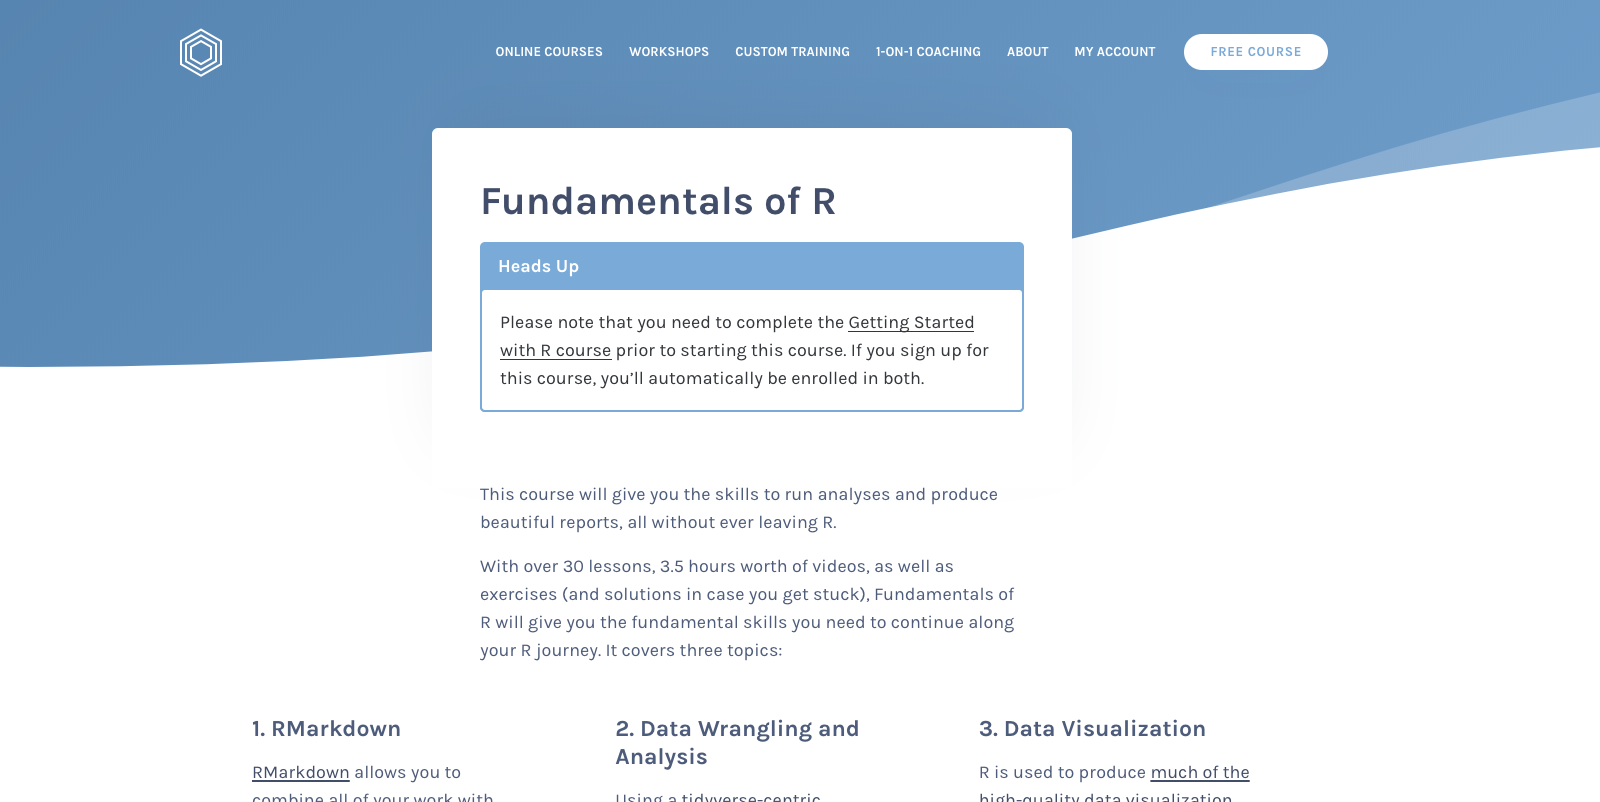 ONLINE COURSES WORKSHOPS CUSTOM TRAINING 1-ON-1 COACHING ABOUT MY ACCOUNT FREE COURSE
Fundamentals of R
Heads Up
Please note that you need to complete the Getting Started
with R course prior to starting this course. If you sign up for
this course, you’ll automatically be enrolled in both.
This course will give you the skills to run analyses and produce
beautiful reports, all without ever leaving R.
With over 30 lessons, 3.5 hours worth of videos, as well as
exercises (and solutions in case you get stuck), Fundamentals of
R will give you the fundamental skills you need to continue along
your R journey. It covers three topics:
1. RMarkdown
RMarkdown allows you to
combine all of your work with
2. Data Wrangling and
Analysis
Using a tidyverse-centric
3. Data Visualization
R is used to produce much of the
high-quality data visualization